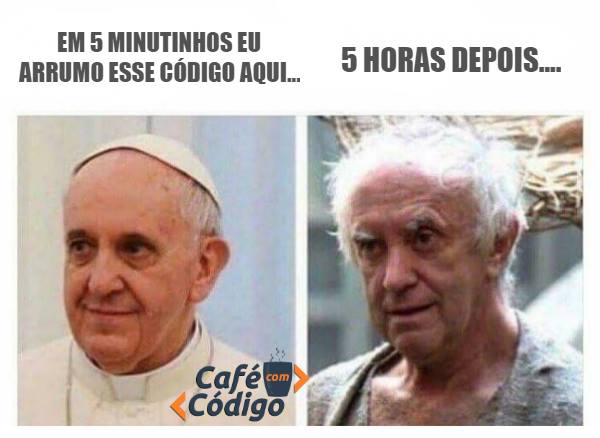 EM 5 MINUTINHOS EU
ARRUMO ESSE CÓDIGO AQUI...
5 HORAS DEPOIS....
Café com
Código